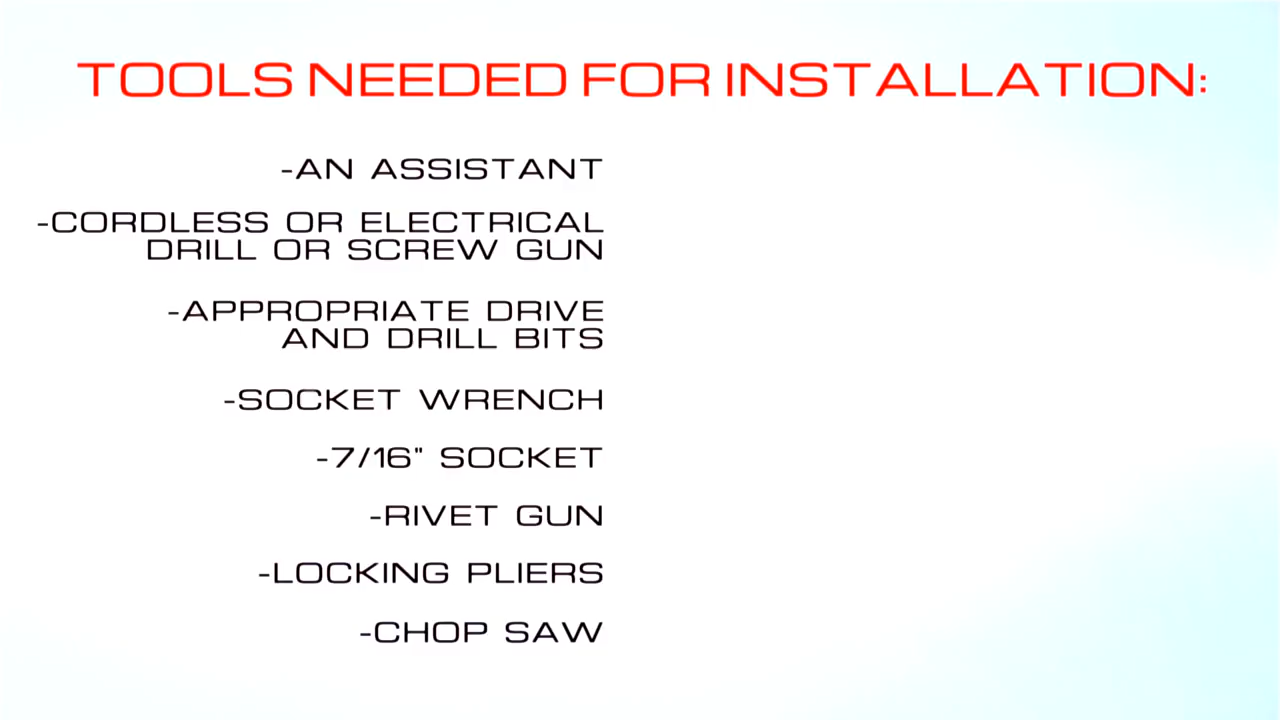 TOOLS NEEDED FOR INSTALLATION:
-AN ASSISTANT
-CORDLESS OR ELECTRICAL
DRILL OR SCREW GUN
-APPROPRIATE DRIVE
AND DRILL BITS
-SOCKET WRENCH
-7/16" SOCKET
-RIVET GUN
-LOCKING PLIERS
-CHOP SAW